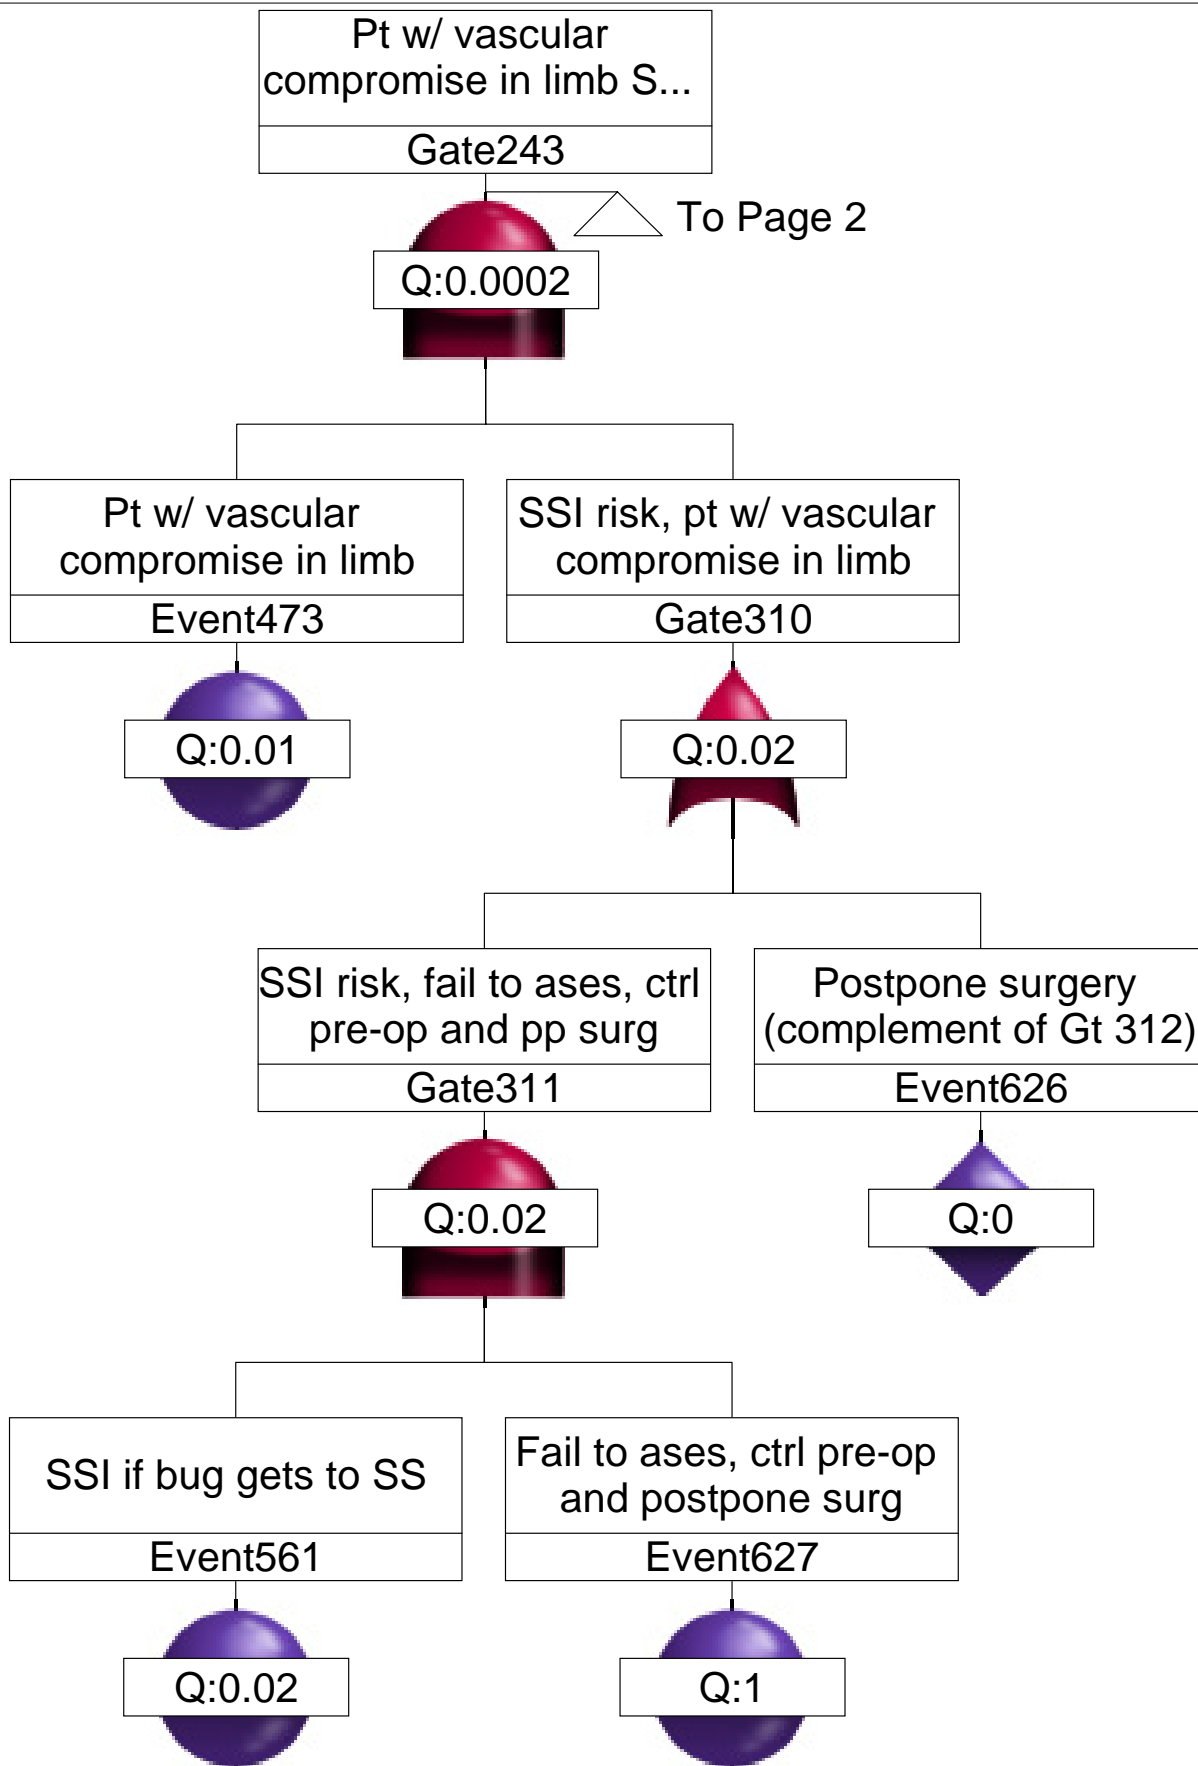 Pt w/ vascular
compromise in limb S...
Gate243
To Page 2
Q:0.0002
Pt w/ vascular
compromise in limb
Event473
Q:0.01
SSI risk, pt w/ vascular
compromise in limb
Gate310
Q:0.02
SSI risk, fail to ases, ctrl
pre-op and pp surg
Gate311
Q:0.02
Postpone surgery
(complement of Gt 312)
Event626
Q:0
SSI if bug gets to SS
Event561
Q:0.02
Fail to ases, ctrl pre-op
and postpone surg
Event627
Q:1